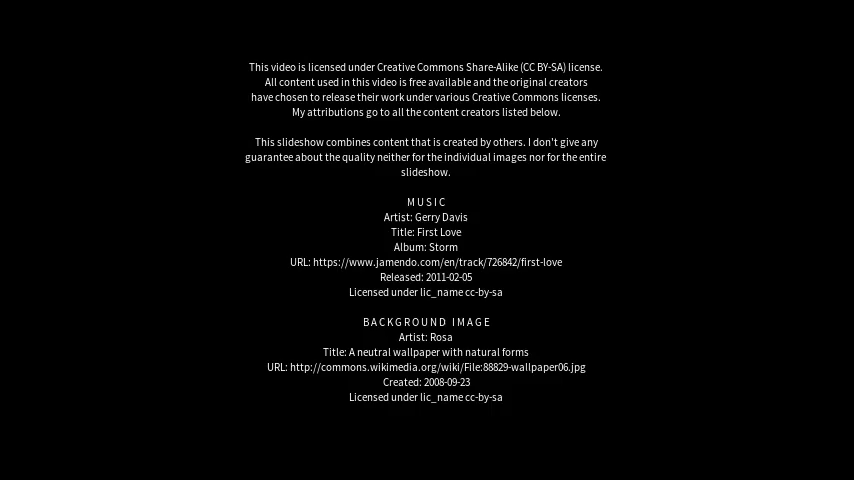 This video is licensed under Creative Commons Share-Alike (CC BY-SA) license.
All content used in this video is free available and the original creators
have chosen to release their work under various Creative Commons licenses.
My attributions go to all the content creators listed below.
This slideshow combines content that is created by others. I don't give any
guarantee about the quality neither for the individual images nor for the entire
slideshow.
MUSIC
Artist: Gerry Davis
Title: First Love
Album: Storm
URL: https://www.jamendo.com/en/track/726842/first-love
Released: 2011-02-05
Licensed under lic_name cc-by-sa
BACKGROUND IMAGE
Artist: Rosa
Title: A neutral wallpaper with natural forms
URL: http://commons.wikimedia.org/wiki/File:88829-wallpaper06.jpg
Created: 2008-09-23
Licensed under lic_name cc-by-sa